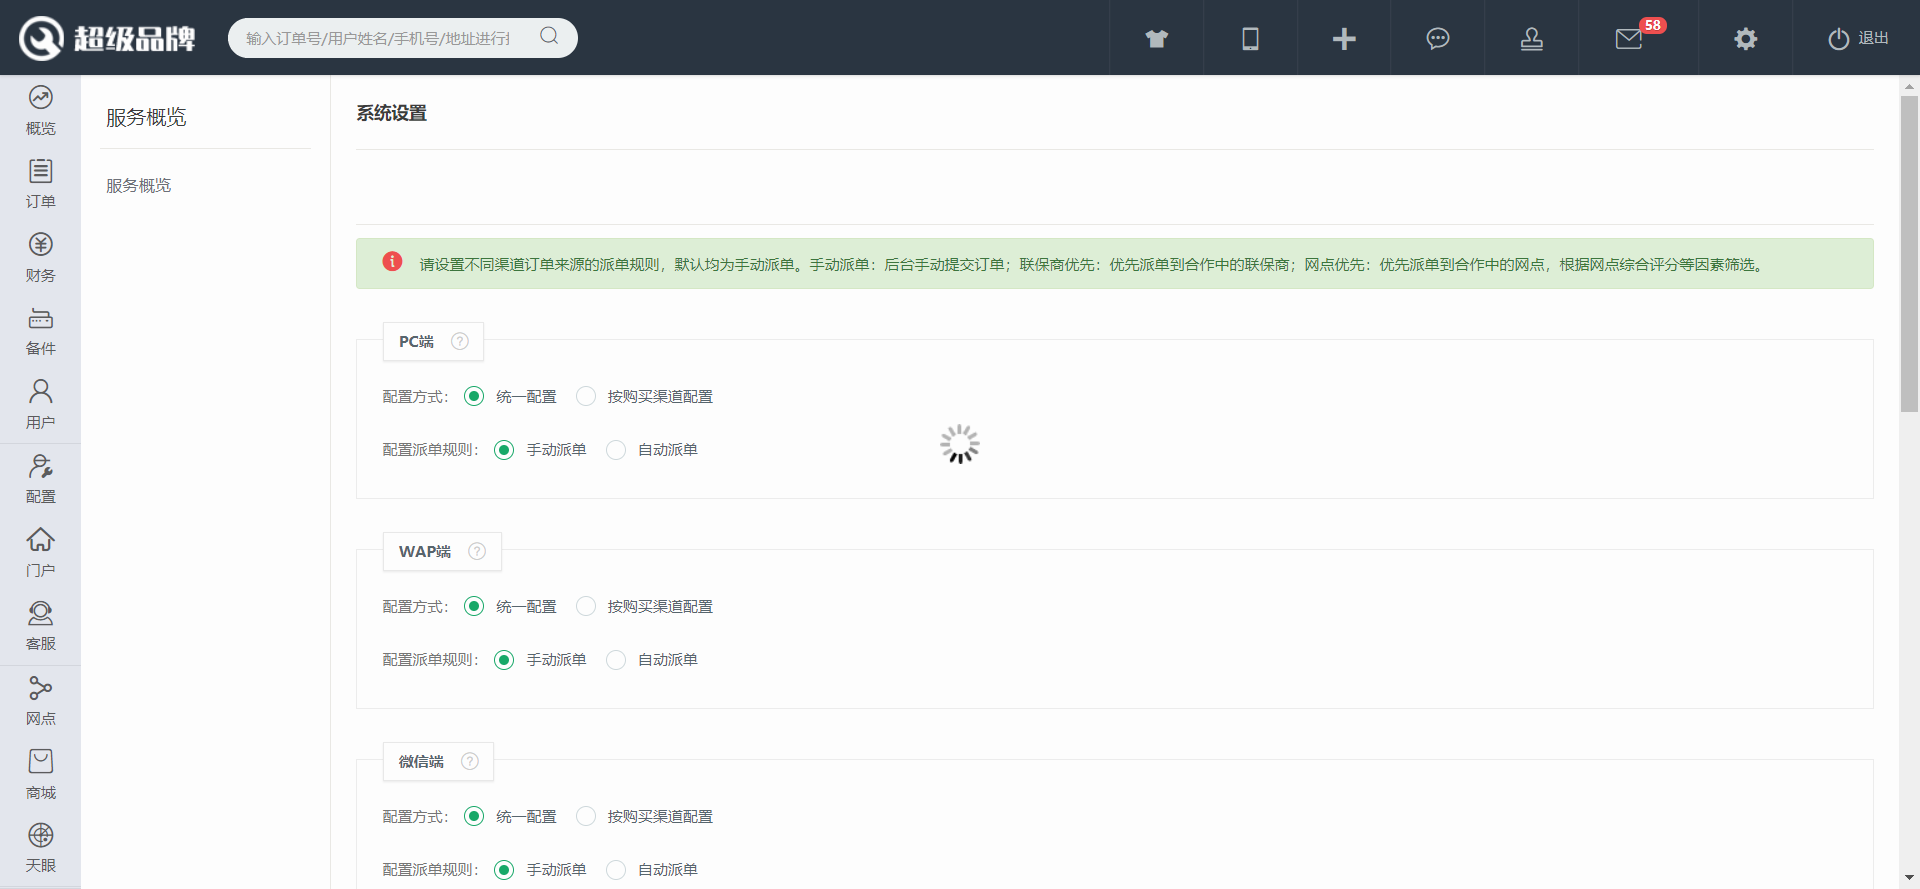 超级品牌
输入订单号/用户姓名/手机号/地址进行
58
退出
概览
订单
财务
备件
用户
配置
门户
客服
网点
商城
天眼
服务概览
服务概览
系统设置
请设置不同渠道订单来源的派单规则，默认均为手动派单。手动派单：后台手动提交订单；联保商优先：优先派单到合作中的联保商；网点优先：优先派单到合作中的网点，根据网点综合评分等因素筛选。
PC端
配置方式： 统一配置 按购买渠道配置
配置派单规则： 手动派单 自动派单
WAP端
配置方式： 统一配置 按购买渠道配置
配置派单规则： 手动派单 自动派单
微信端
配置方式： 统一配置 按购买渠道配置
配置派单规则： 手动派单 自动派单